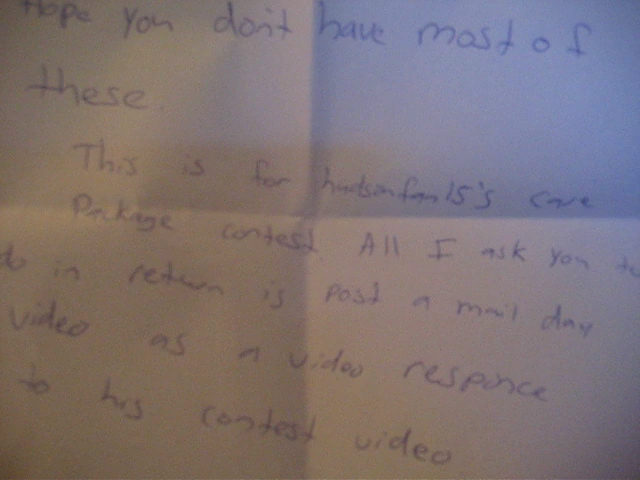 Hope you don't have most of
these.
This is for hudsonfan15's care
Package contest. All I ask you to
do in return is post a mail day
video as a video responce
to his contest video